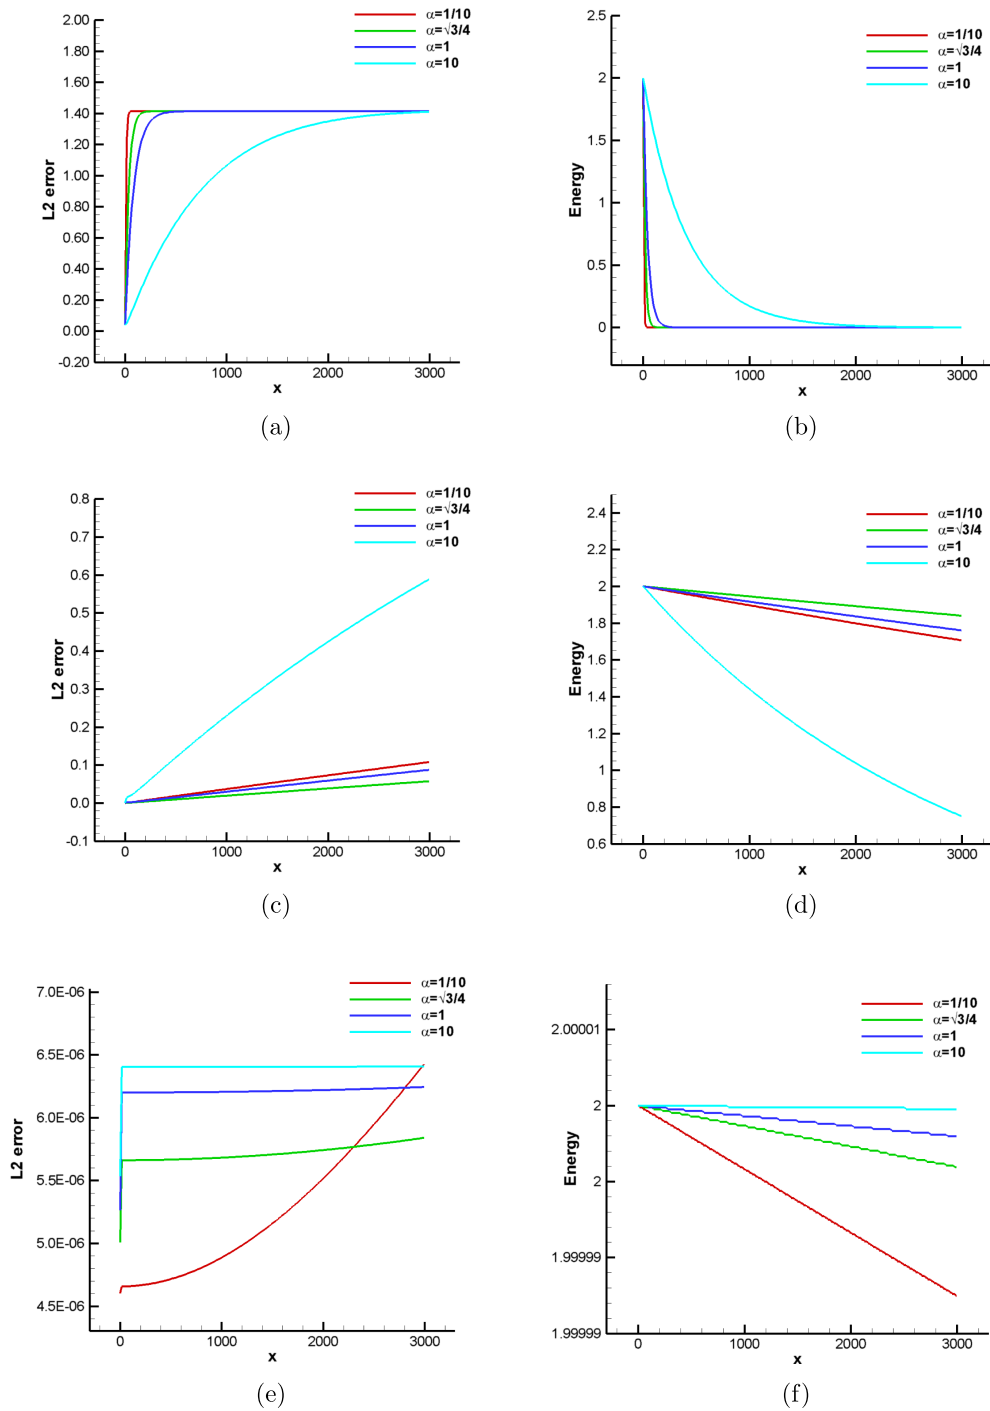 2.00
1.80
1.60
1.40
1.20
1.00
0.80
0.60
0.40
0.20
0.00
-0.20
L2 error
0
1000
2000
3000
x
α=1/10
α=√3/4
α=1
α=10
(a)
2.5
2
1.5
1
0.5
0
Energy
0
1000
2000
3000
x
α=1/10
α=√3/4
α=1
α=10
(b)
0.8
0.7
0.6
0.5
0.4
0.3
0.2
0.1
0.0
-0.1
L2 error
0
1000
2000
3000
x
α=1/10
α=√3/4
α=1
α=10
(c)
2.4
2.2
2
1.8
1.6
1.4
1.2
1
0.8
0.6
Energy
0
1000
2000
3000
x
α=1/10
α=√3/4
α=1
α=10
(d)
7.0E-06
6.5E-06
6.0E-06
5.5E-06
5.0E-06
4.5E-06
L2 error
0
1000
2000
3000
x
α=1/10
α=√3/4
α=1
α=10
(e)
2.00001
2
2
1.99999
1.99999
Energy
0
1000
2000
3000
x
α=1/10
α=√3/4
α=1
α=10
(f)